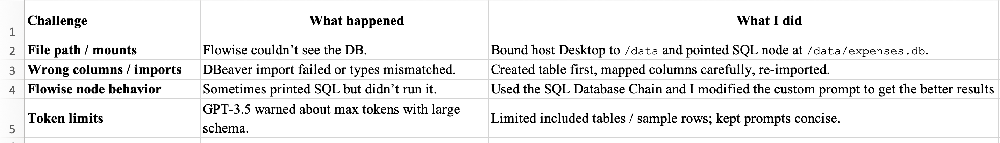 1 Challenge What happened What I did
2 File path / mounts Flowise couldn’t see the DB. Bound host Desktop to /data and pointed SQL node at /data/expenses.db.
3 Wrong columns / imports DBeaver import failed or types mismatched. Created table first, mapped columns carefully, re-imported.
4 Flowise node behavior Sometimes printed SQL but didn’t run it. Used the SQL Database Chain and I modified the custom prompt to get the better results
5 Token limits GPT-3.5 warned about max tokens with large
schema. Limited included tables / sample rows; kept prompts concise.